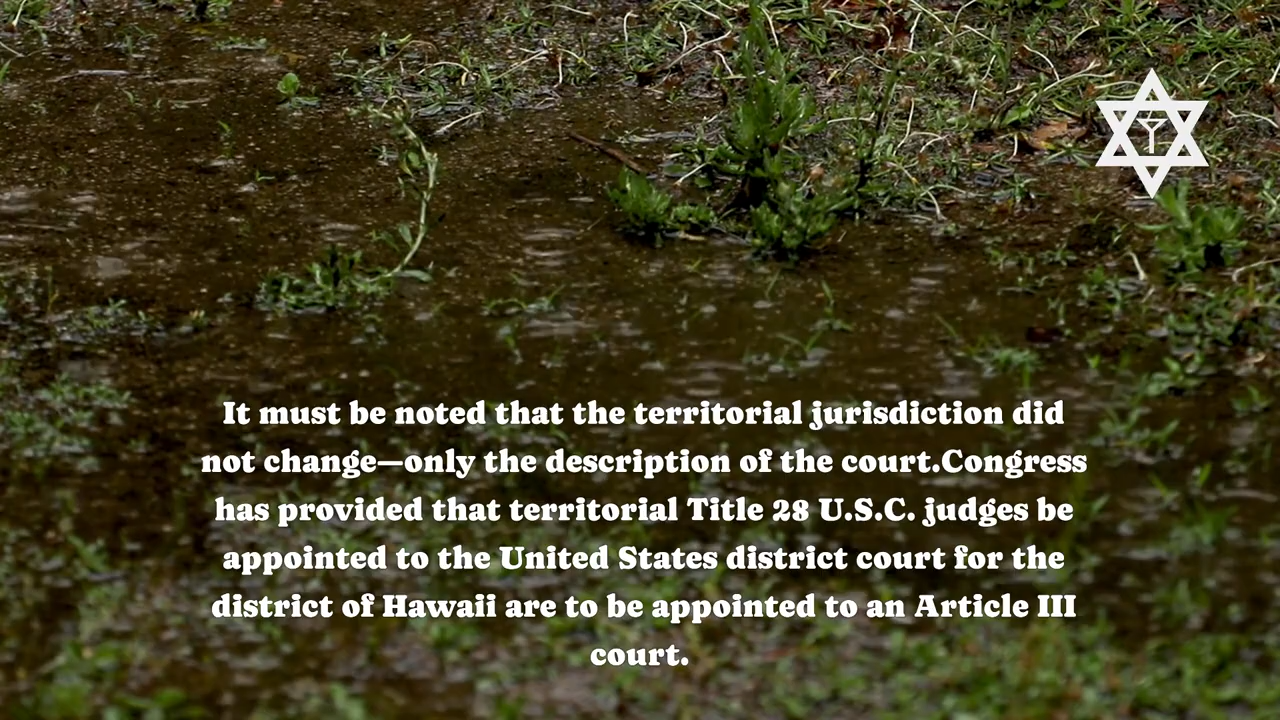 It must be noted that the territorial jurisdiction did
not change—only the description of the court.Congress
has provided that territorial Title 28 U.S.C. judges be
appointed to the United States district court for the
district of Hawaii are to be appointed to an Article III
court.